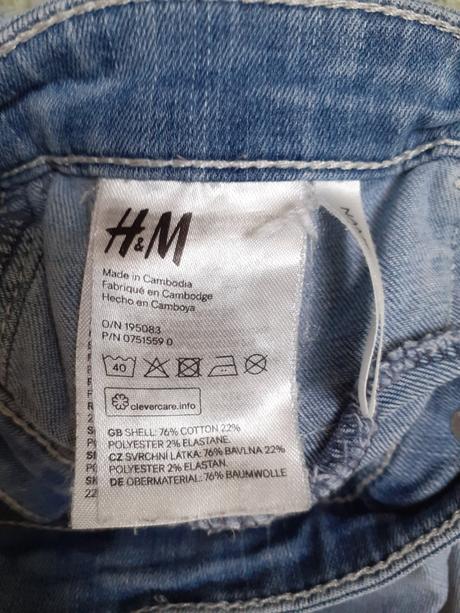 H&M
Made in Cambodia
Fabriqué en Cambodge
Hecho en Camboya
O/N 195083
P/N 0751559 0
40
clevercare.info
GB SHELL: 76% COTTON 22%
POLYESTER 2% ELASTANE.
CZ SVRCHNÍ LÁTKA: 76% BAVLNA 22%
POLYESTER 2% ELASTAN.
DE OBERMATERIAL: 76% BAUMWOLLE
22